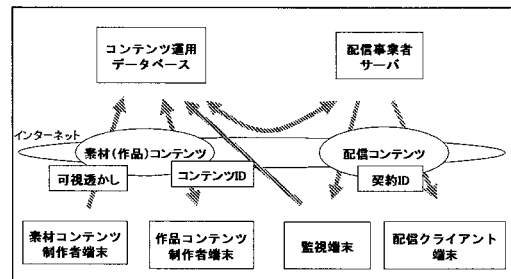 コンテンツ運用
データベース
配信事業者
サーバ
インターネット
素材(作品)コンテンツ
配信コンテンツ
可視透かし
コンテンツID
契約ID
素材コンテンツ
制作者端末
作品コンテンツ
制作者端末
監視端末
配信クライアント
端末